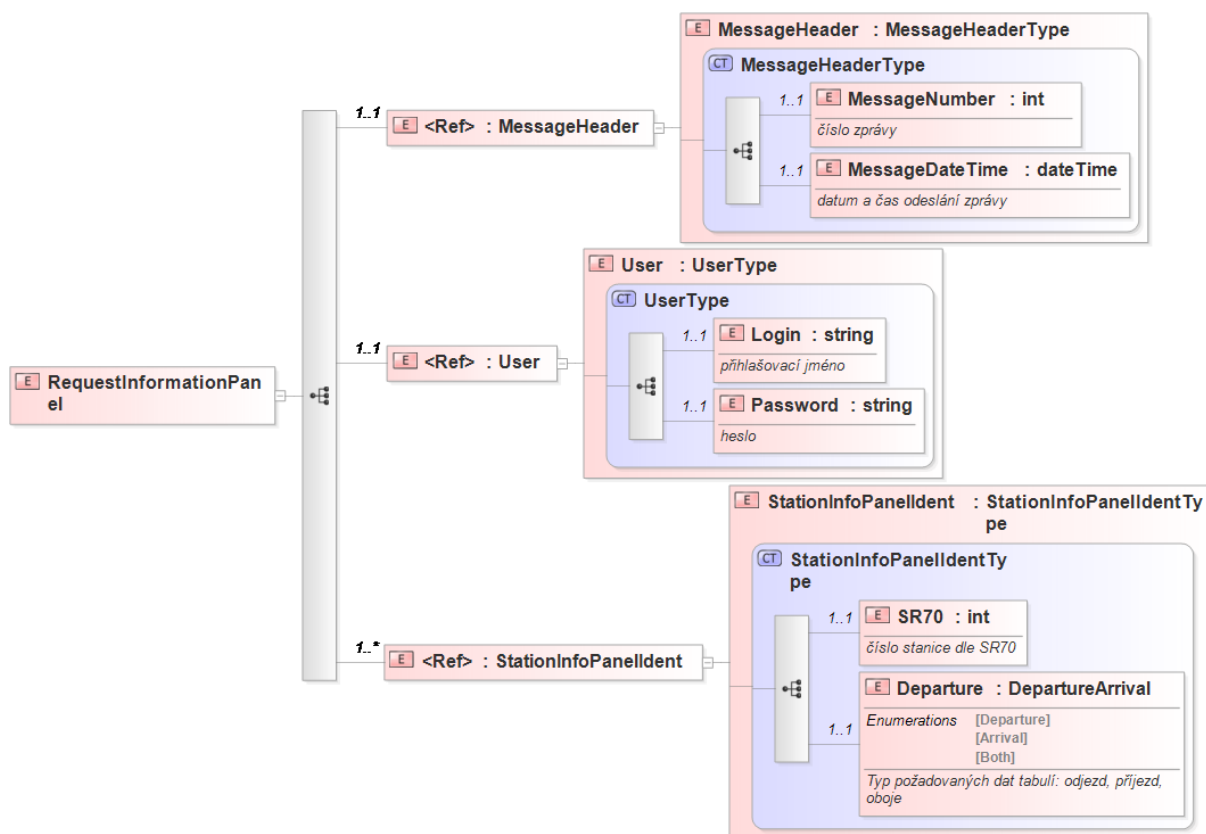 E MessageHeader : MessageHeaderType
CT MessageHeaderType
1..1 E MessageNumber : int
číslo zprávy
1..1 E MessageDateTime : dateTime
datum a čas odeslání zprávy
1..1 E <Ref> : MessageHeader
E User : UserType
CT UserType
1..1 E Login : string
přihlašovací jméno
1..1 E Password : string
heslo
1..1 E <Ref> : User
E RequestInformationPan
el
E StationInfoPanelIdent : StationInfoPanelIdentTy
pe
CT StationInfoPanelIdentTy
pe
1..1 E SR70 : int
číslo stanice dle SR70
1..* E <Ref> : StationInfoPanelIdent
1..1 E Departure : DepartureArrival
Enumerations [Departure]
[Arrival]
[Both]
Typ požadovaných dat tabulí: odjezd, příjezd,
oboje